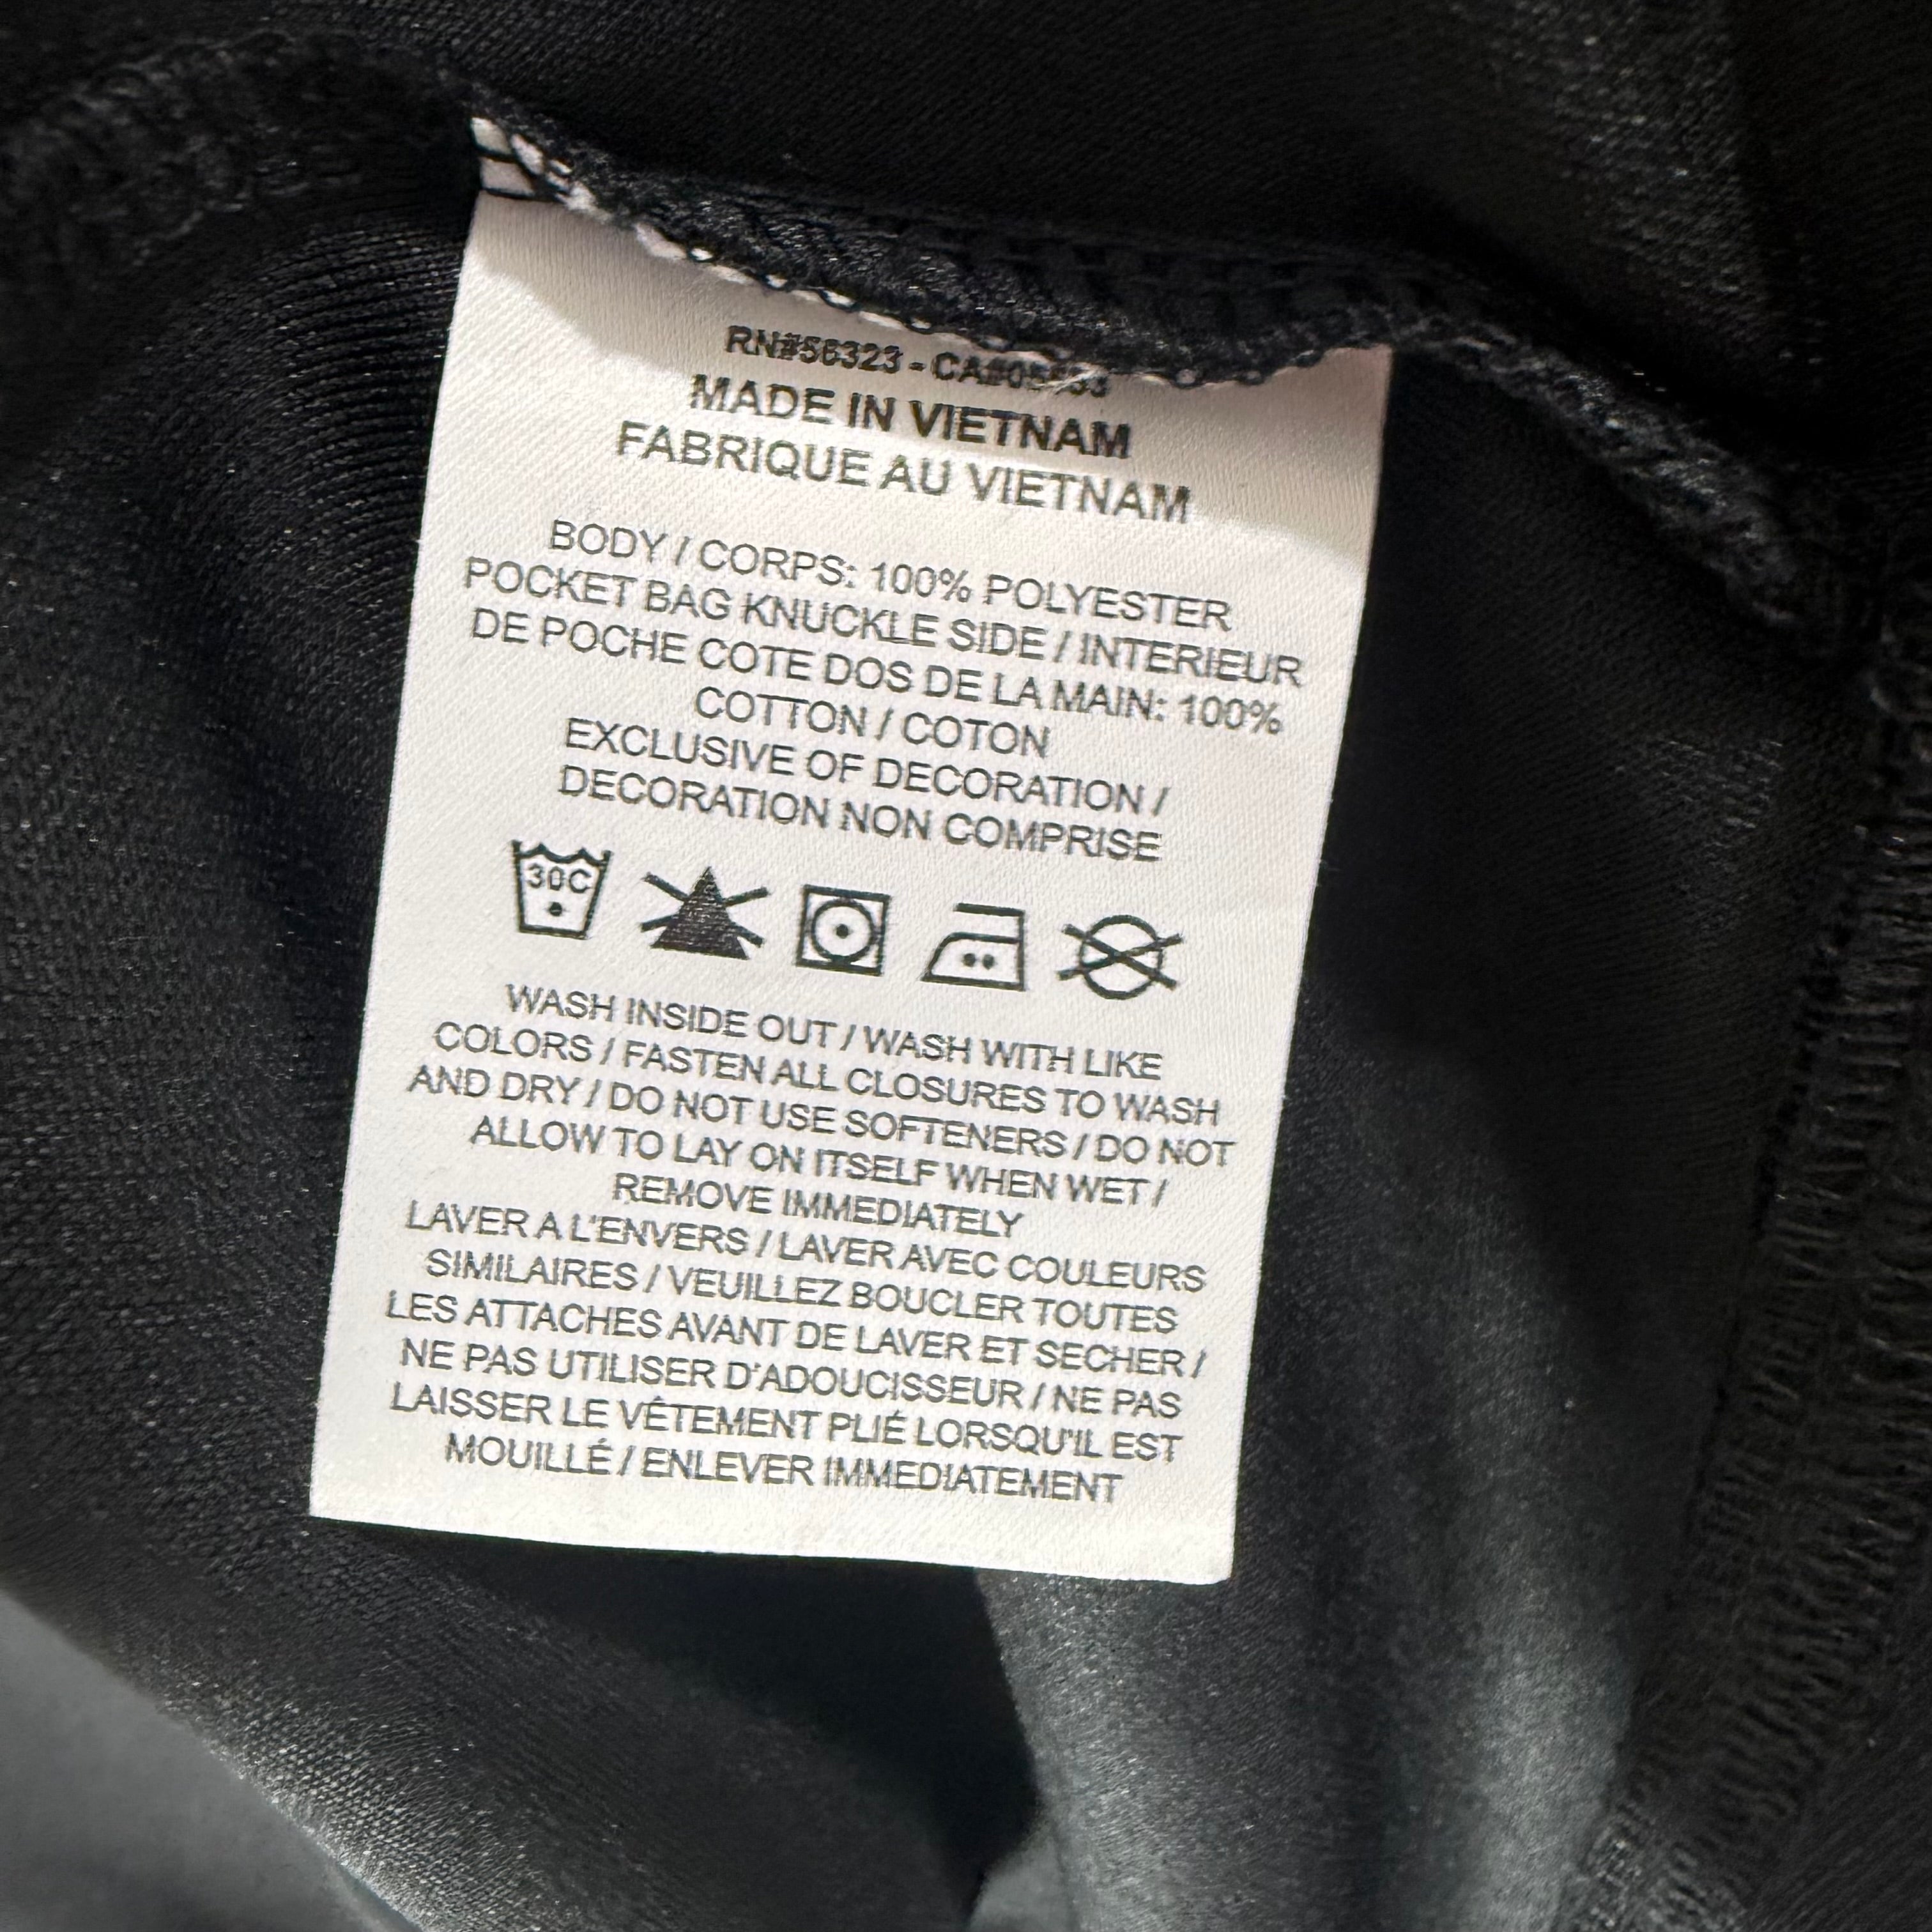 RN#56323 - CA#05553
MADE IN VIETNAM
FABRIQUE AU VIETNAM
BODY / CORPS: 100% POLYESTER
POCKET BAG KNUCKLE SIDE / INTERIEUR
DE POCHE COTE DOS DE LA MAIN: 100%
COTTON / COTON
EXCLUSIVE OF DECORATION /
DECORATION NON COMPRISE
30C
WASH INSIDE OUT / WASH WITH LIKE
COLORS / FASTEN ALL CLOSURES TO WASH
AND DRY / DO NOT USE SOFTENERS / DO NOT
ALLOW TO LAY ON ITSELF WHEN WET /
REMOVE IMMEDIATELY
LAVER A L'ENVERS / LAVER AVEC COULEURS
SIMILAIRES / VEUILLEZ BOUCLER TOUTES
LES ATTACHES AVANT DE LAVER ET SECHER /
NE PAS UTILISER D'ADOUCISSEUR / NE PAS
LAISSER LE VÊTEMENT PLIÉ LORSQU'IL EST
MOUILLÉ / ENLEVER IMMEDIATEMENT